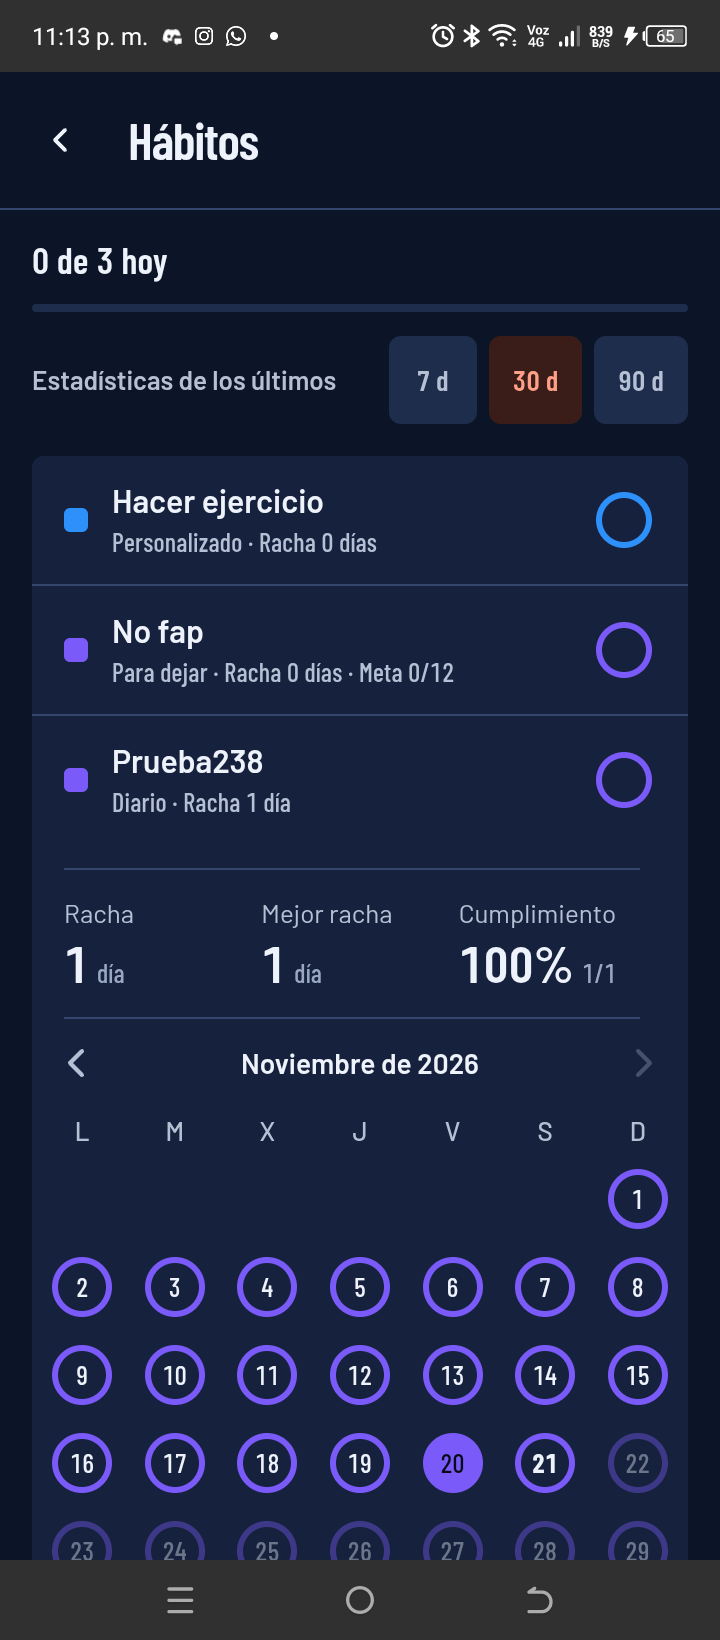 11:13 p. m.
Voz 4G
839 B/S
65
Hábitos
0 de 3 hoy
Estadísticas de los últimos
7 d
30 d
90 d
Hacer ejercicio
Personalizado · Racha 0 días
No fap
Para dejar · Racha 0 días · Meta 0/12
Prueba238
Diario · Racha 1 día
Racha
Mejor racha
Cumplimiento
1 día
1 día
100% 1/1
Noviembre de 2026
L M X J V S D
1
2 3 4 5 6 7 8
9 10 11 12 13 14 15
16 17 18 19 20 21 22
23 24 25 26 27 28 29